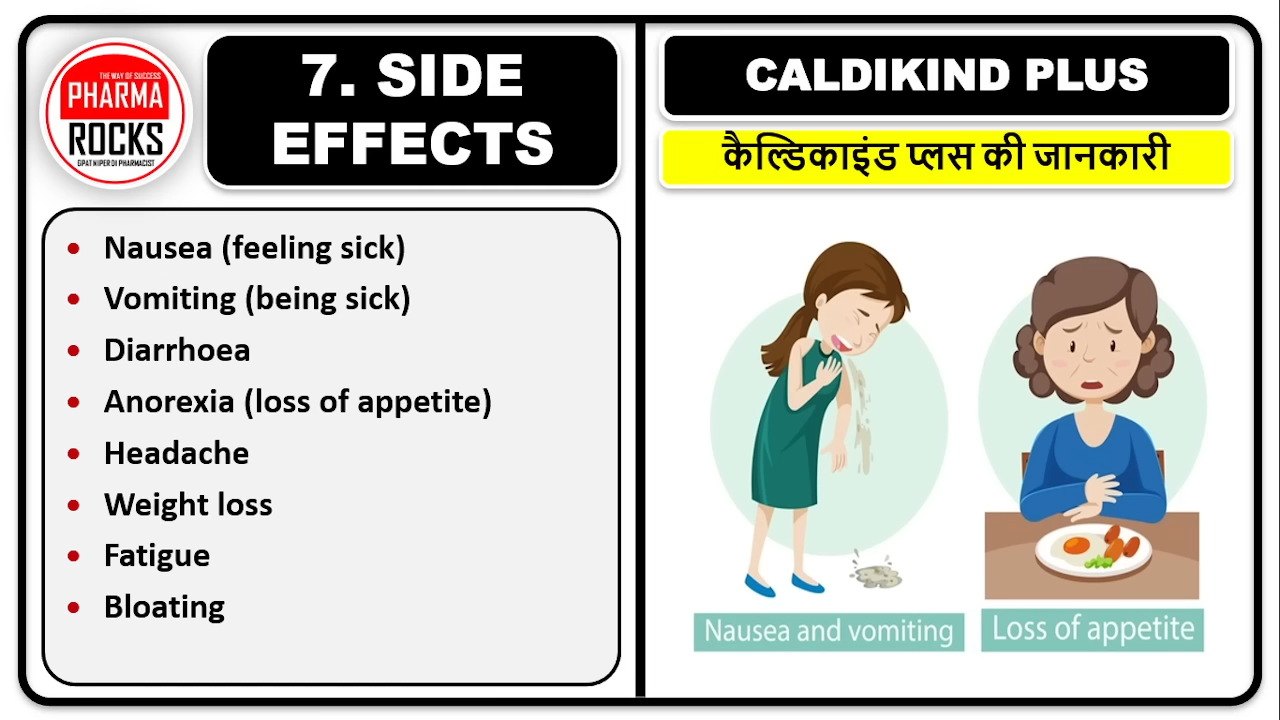 THE WAY OF SUCCESS
PHARMA
ROCKS
GPAT NIPER DI PHARMACIST
7. SIDE
EFFECTS
• Nausea (feeling sick)
• Vomiting (being sick)
• Diarrhoea
• Anorexia (loss of appetite)
• Headache
• Weight loss
• Fatigue
• Bloating
CALDIKIND PLUS
कैल्डिकाइंड प्लस की जानकारी
Nausea and vomiting
Loss of appetite